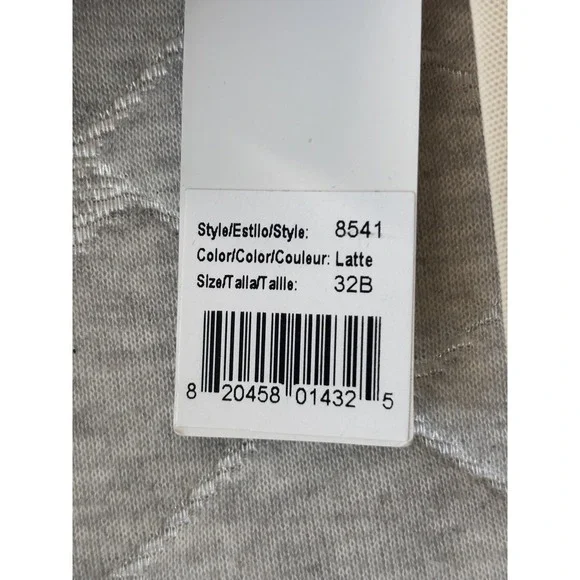 Style/Estilo/Style: 8541
Color/Color/Couleur: Latte
Size/Talla/Taille: 32B
8 20458 01432 5